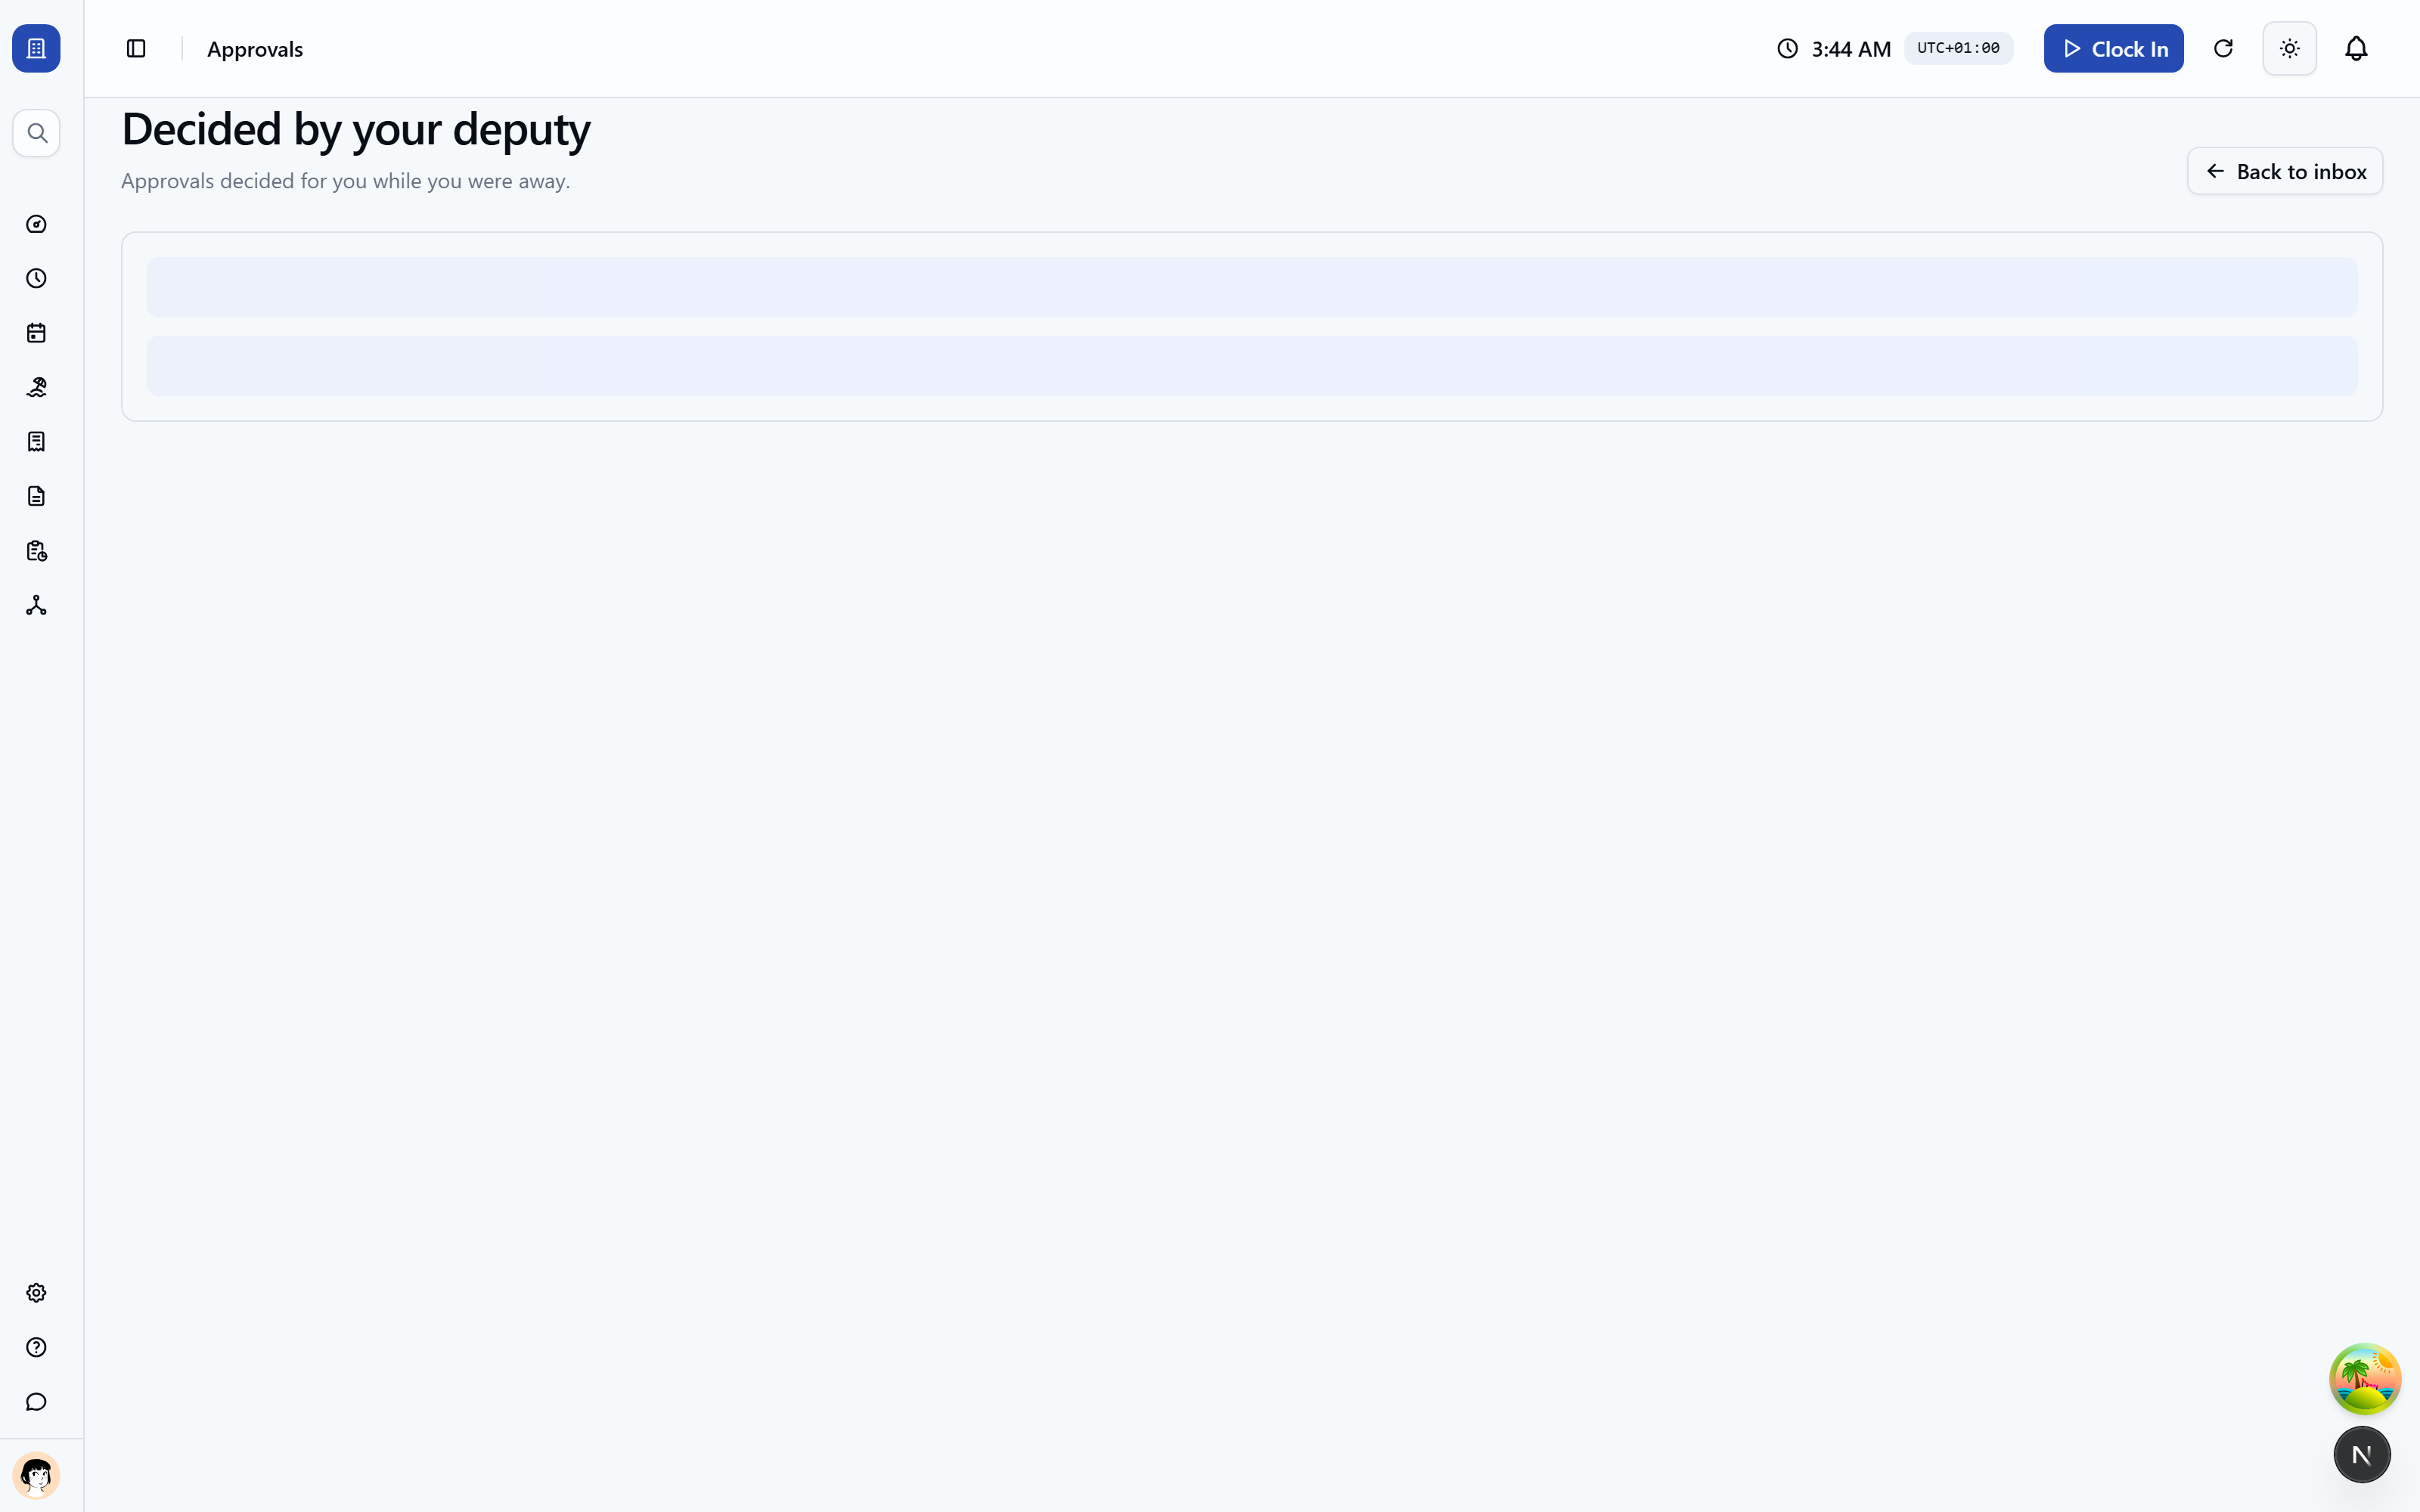 Approvals
3:44 AM
UTC+01:00
Clock In
Decided by your deputy
Approvals decided for you while you were away.
Back to inbox
N